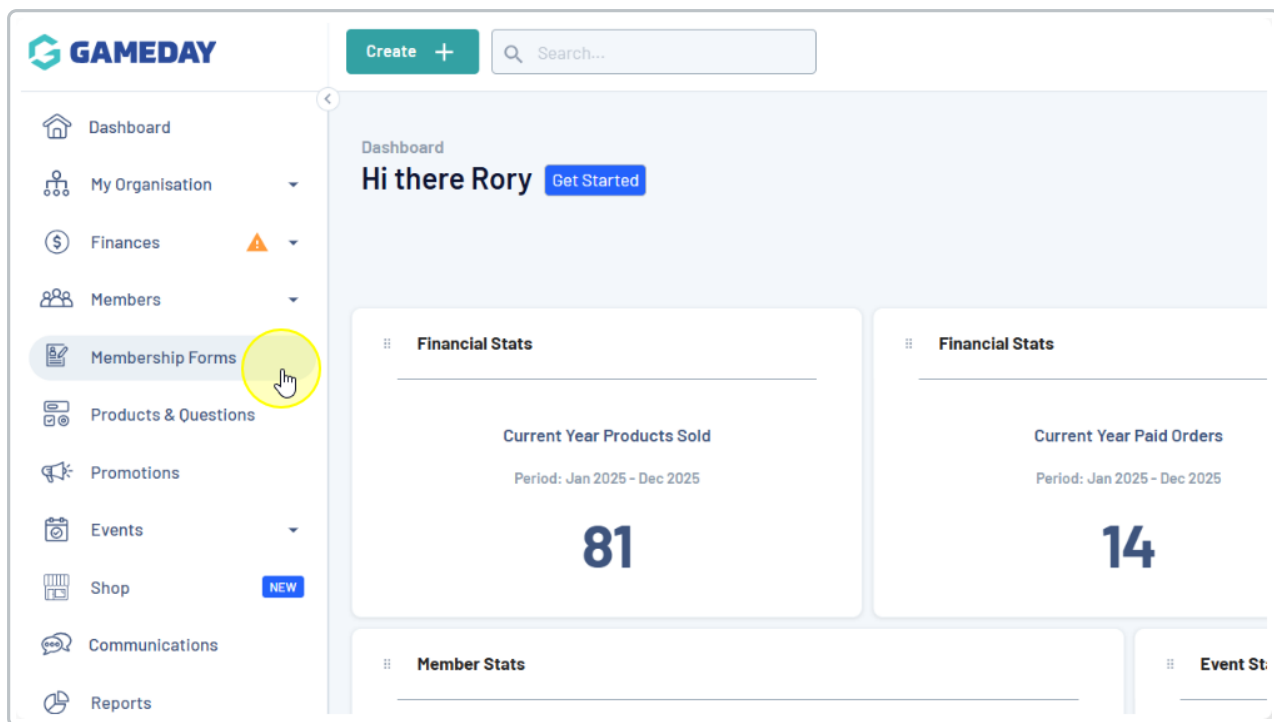 GAMEDAY
Create +
Search...
Dashboard
My Organisation
Finances
Members
Membership Forms
Products & Questions
Promotions
Events
Shop NEW
Communications
Reports
Dashboard
Hi there Rory Get Started
Financial Stats
Current Year Products Sold
Period: Jan 2025 - Dec 2025
81
Financial Stats
Current Year Paid Orders
Period: Jan 2025 - Dec 2025
14
Member Stats
Event